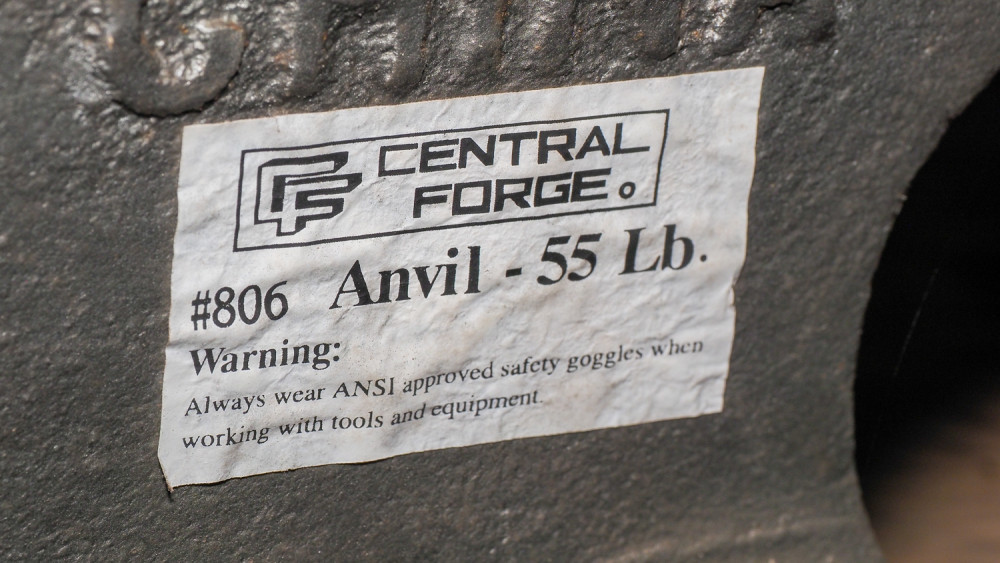 CENTRAL
FORGE
#806 Anvil - 55 Lb.
Warning:
Always wear ANSI approved safety goggles when
working with tools and equipment.